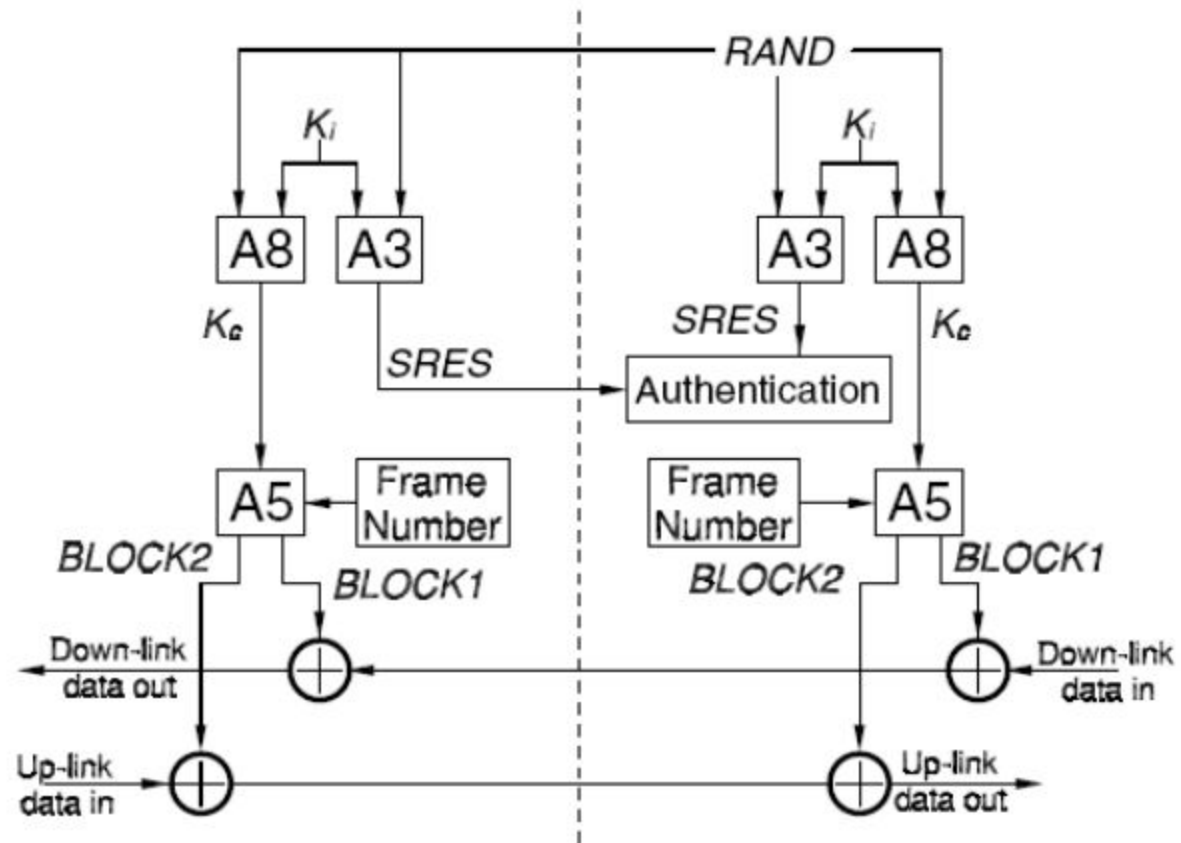 RAND
Ki
Ki
A8
A3
A3
A8
Kc
SRES
SRES
Kc
Authentication
A5
Frame
Number
Frame
Number
A5
BLOCK2
BLOCK1
BLOCK2
BLOCK1
Down-link
data out
Down-link
data in
Up-link
data in
Up-link
data out